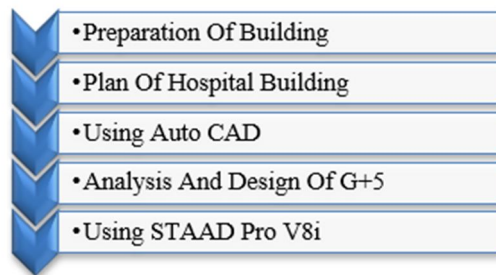 •Preparation Of Building
•Plan Of Hospital Building
•Using Auto CAD
•Analysis And Design Of G+5
•Using STAAD Pro V8i